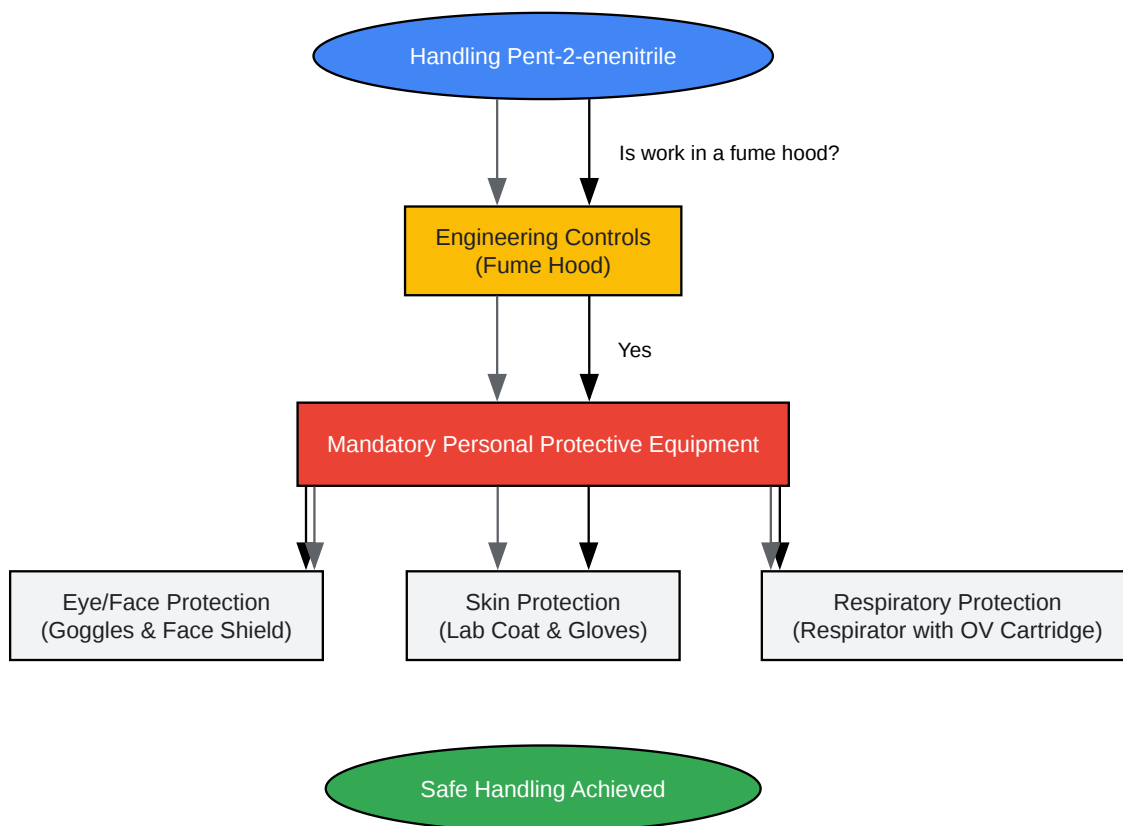 Handling Pent-2-enenitrile
Is work in a fume hood?
Engineering Controls
(Fume Hood)
Yes
Mandatory Personal Protective Equipment
Eye/Face Protection
(Goggles & Face Shield)
Skin Protection
(Lab Coat & Gloves)
Respiratory Protection
(Respirator with OV Cartridge)
Safe Handling Achieved